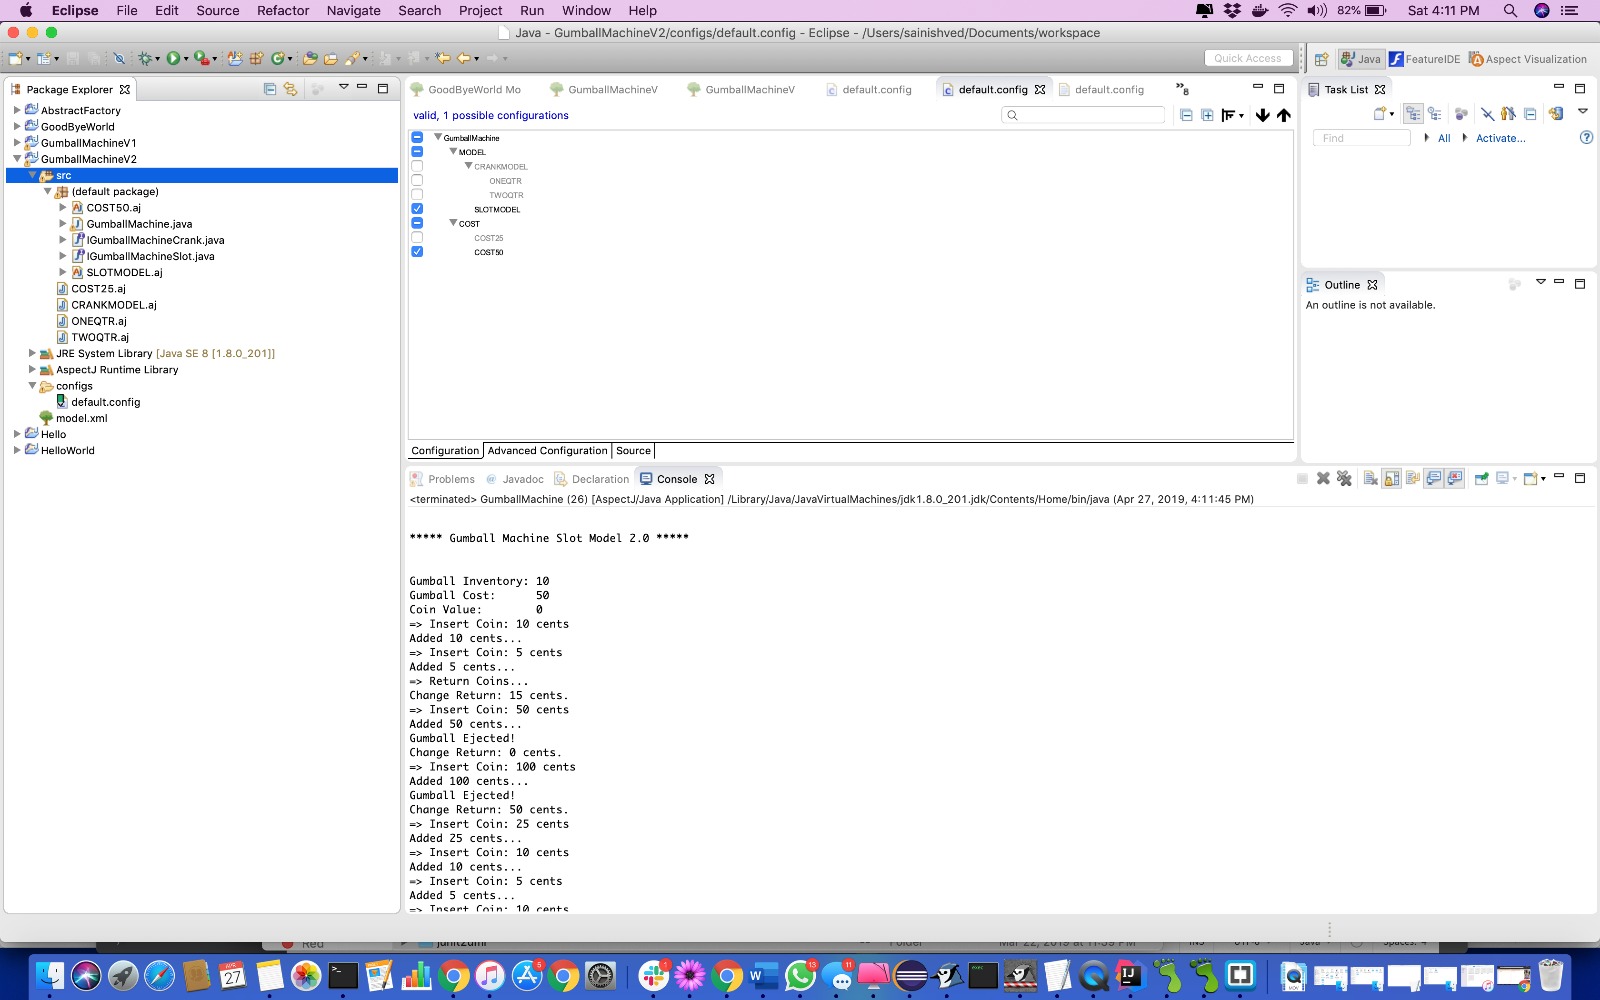 Eclipse File Edit Source Refactor Navigate Search Project Run Window Help 82% Sat 4:11 PM
Java - GumballMachineV2/configs/default.config - Eclipse - /Users/sainishved/Documents/workspace
Quick Access Java FeatureIDE Aspect Visualization
Package Explorer
AbstractFactory
GoodByeWorld
GumballMachineV1
GumballMachineV2
src
(default package)
COST50.aj
GumballMachine.java
IGumballMachineCrank.java
IGumballMachineSlot.java
SLOTMODEL.aj
COST25.aj
CRANKMODEL.aj
ONEQTR.aj
TWOQTR.aj
JRE System Library [Java SE 8 [1.8.0_201]]
AspectJ Runtime Library
configs
default.config
model.xml
Hello
HelloWorld
GoodByeWorld Mo GumballMachineV GumballMachineV default.config default.config default.config »8
valid, 1 possible configurations
GumballMachine
MODEL
CRANKMODEL
ONEQTR
TWOQTR
SLOTMODEL
COST
COST25
COST50
Configuration Advanced Configuration Source
Task List
Find All Activate...
Outline
An outline is not available.
Problems Javadoc Declaration Console
<terminated> GumballMachine (26) [AspectJ/Java Application] /Library/Java/JavaVirtualMachines/jdk1.8.0_201.jdk/Contents/Home/bin/java (Apr 27, 2019, 4:11:45 PM)
***** Gumball Machine Slot Model 2.0 *****
Gumball Inventory: 10
Gumball Cost: 50
Coin Value: 0
=> Insert Coin: 10 cents
Added 10 cents...
=> Insert Coin: 5 cents
Added 5 cents...
=> Return Coins...
Change Return: 15 cents.
=> Insert Coin: 50 cents
Added 50 cents...
Gumball Ejected!
Change Return: 0 cents.
=> Insert Coin: 100 cents
Added 100 cents...
Gumball Ejected!
Change Return: 50 cents.
=> Insert Coin: 25 cents
Added 25 cents...
=> Insert Coin: 10 cents
Added 10 cents...
=> Insert Coin: 5 cents
Added 5 cents...
=> Insert Coin: 10 cents
Red Folder Mar 22, 2019 at 11:39 PM
APR 27